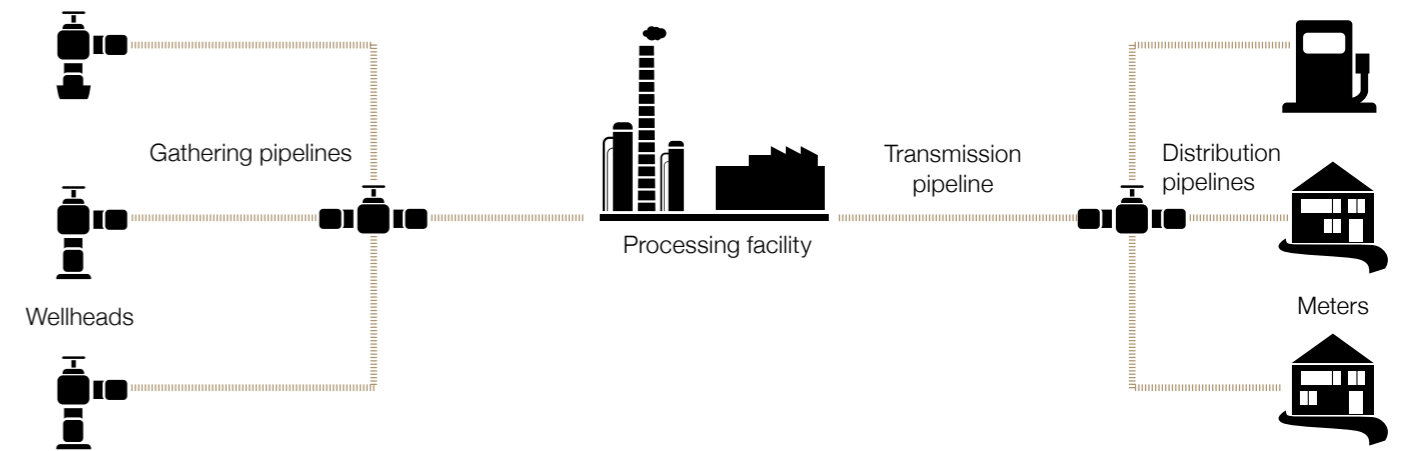 Gathering pipelines
Transmission
pipeline
Distribution
pipelines
Processing facility
Wellheads
Meters